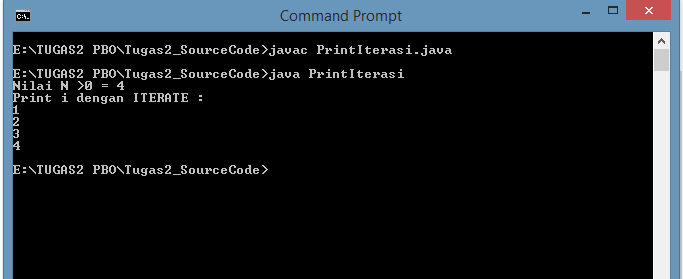 Command Prompt
E:\TUGAS2 PBO\Tugas2_SourceCode>javac PrintIterasi.java
E:\TUGAS2 PBO\Tugas2_SourceCode>java PrintIterasi
Nilai N >0 = 4
Print i dengan ITERATE :
1
2
3
4
E:\TUGAS2 PBO\Tugas2_SourceCode>